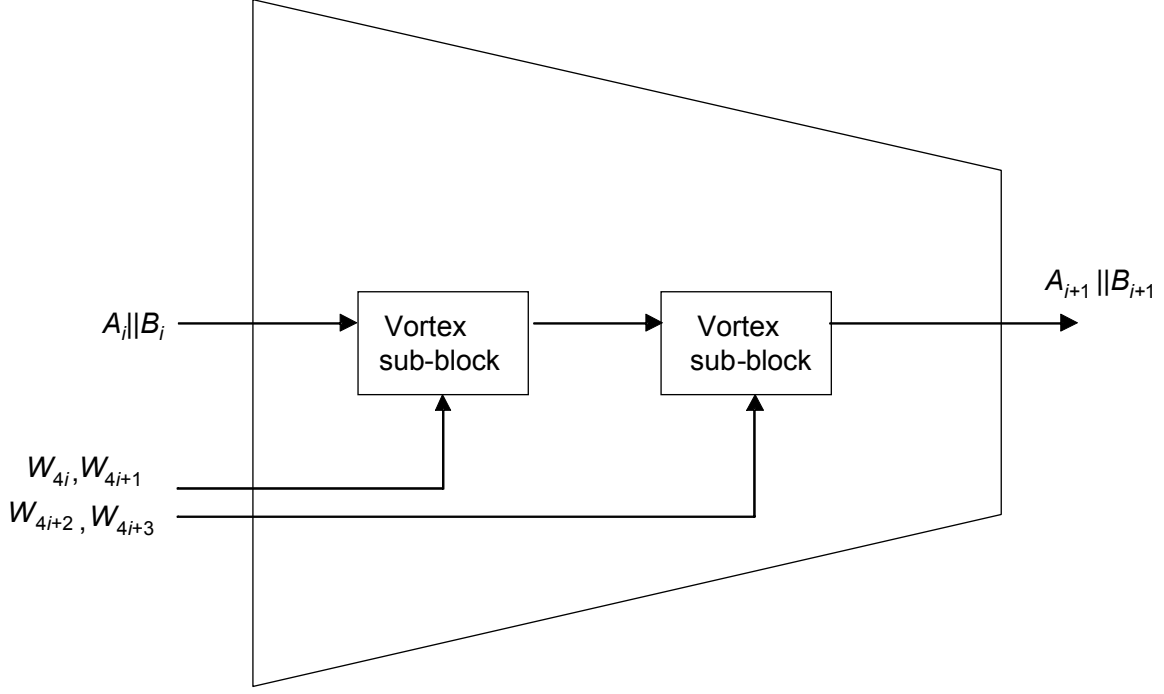 A_{i+1}||B_{i+1}
A_i||B_i
Vortex
sub-block
Vortex
sub-block
W_{4i},W_{4i+1}
W_{4i+2},W_{4i+3}